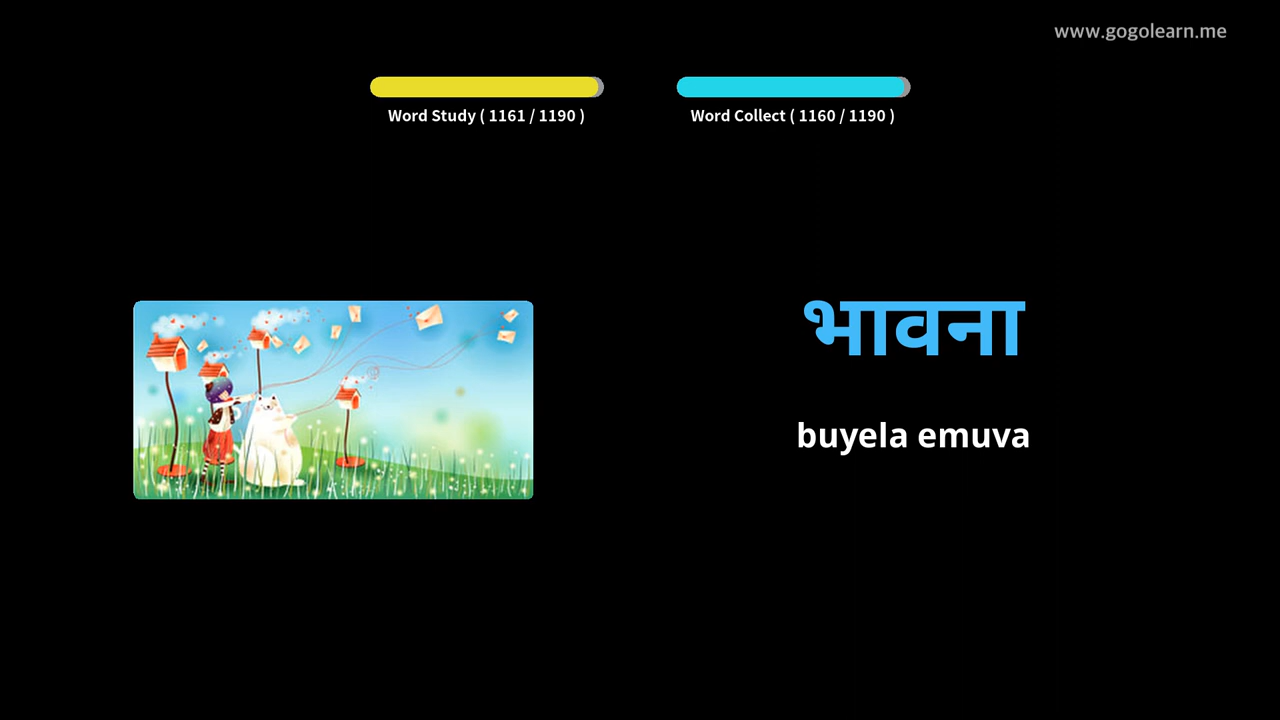 www.gogolearn.me
Word Study ( 1161 / 1190 )
Word Collect ( 1160 / 1190 )
भावना
buyela emuva